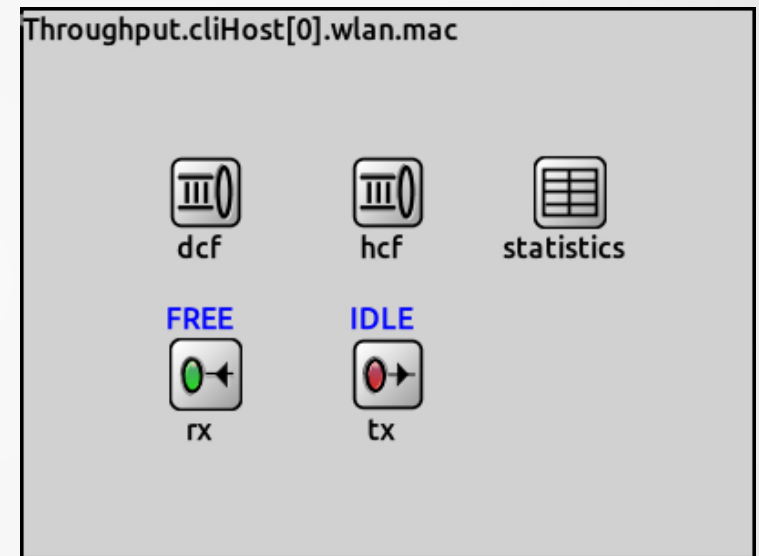 Throughput.cliHost[0].wlan.mac
dcf hcf statistics
FREE IDLE
rx tx